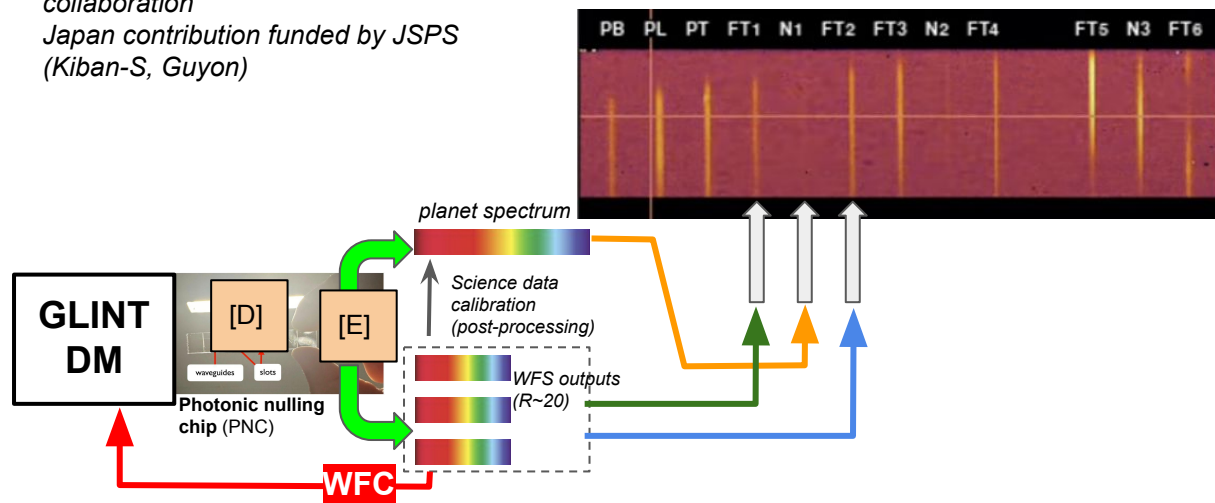 collaboration
Japan contribution funded by JSPS
(Kiban-S, Guyon)
PB PL PT FT1 N1 FT2 FT3 N2 FT4 FT5 N3 FT6
planet spectrum
Science data
calibration
(post-processing)
GLINT
DM
[D]
[E]
waveguides
slots
Photonic nulling
chip (PNC)
WFS outputs
(R~20)
WFC